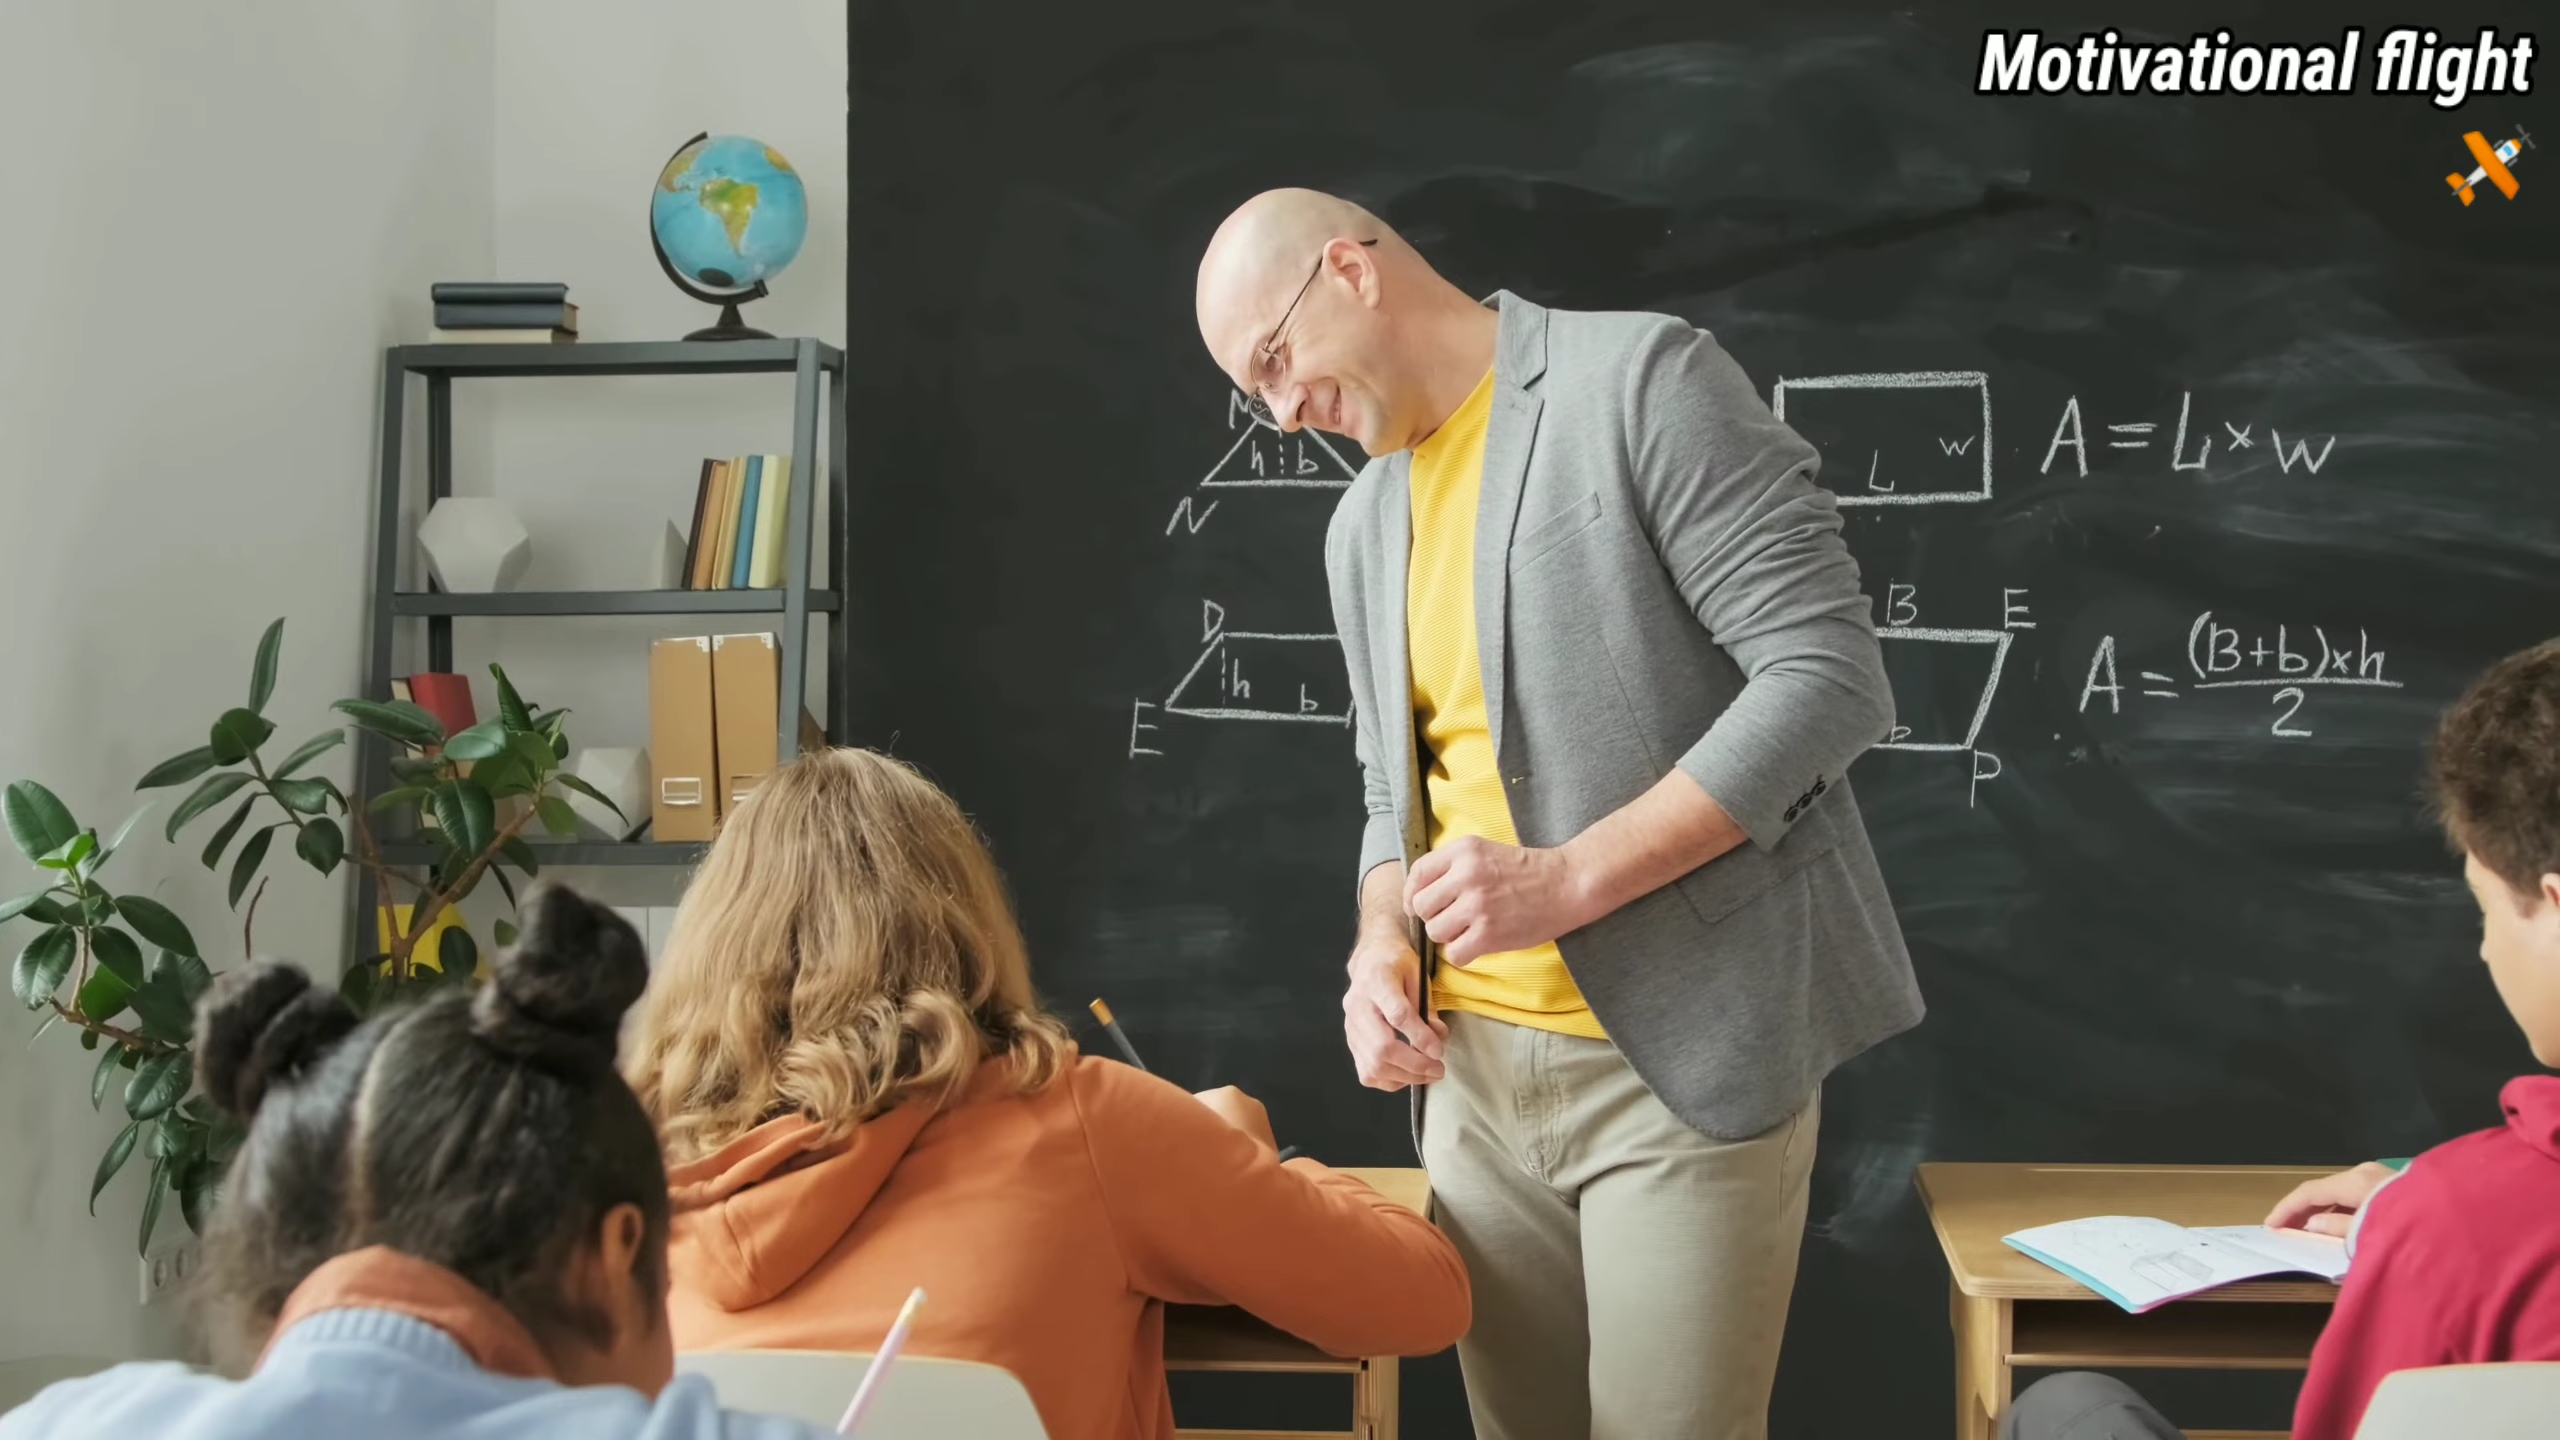 Motivational flight
N
h b
N
L
w
A = L × w
D
h
b
E
B
E
b
P
A = (B+b)×h
2